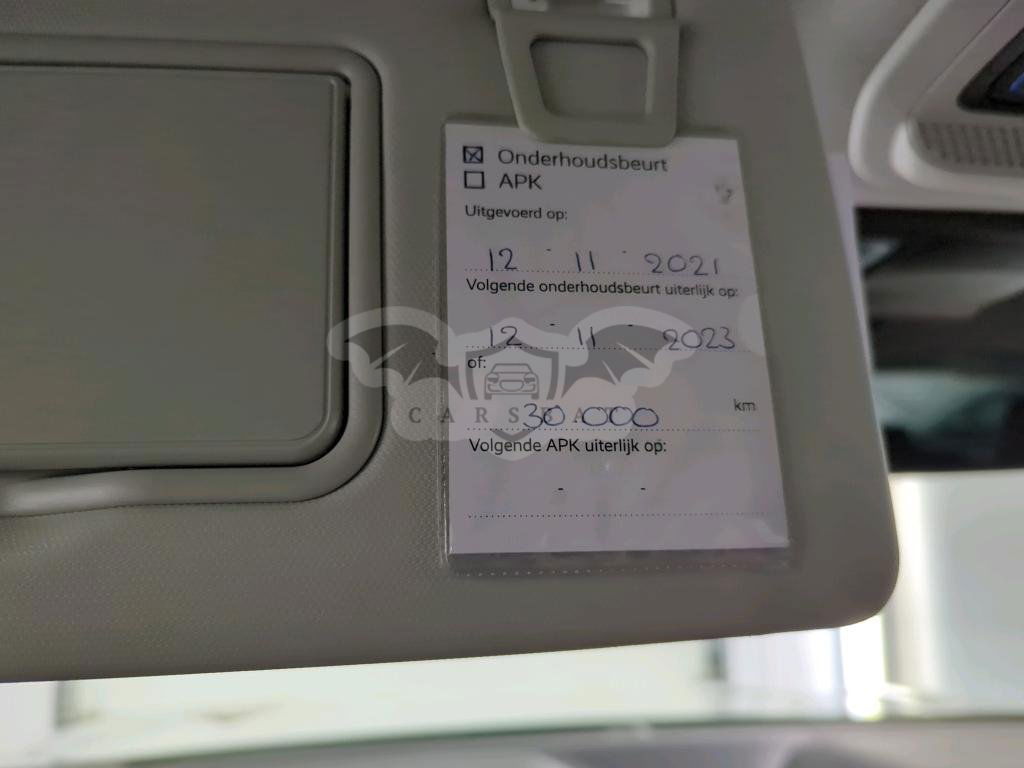 ☒ Onderhoudsbeurt
☐ APK
Uitgevoerd op:
12 - 11 - 2021
Volgende onderhoudsbeurt uiterlijk op:
12 - 11 - 2023
of:
30.000 km
Volgende APK uiterlijk op:
- -